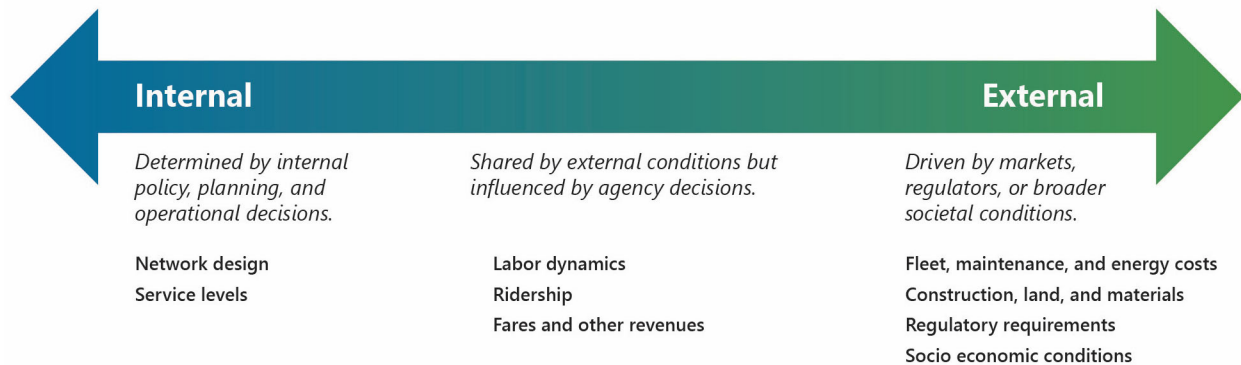 Internal
External
Determined by internal
policy, planning, and
operational decisions.
Shared by external conditions but
influenced by agency decisions.
Driven by markets,
regulators, or broader
societal conditions.
Network design
Service levels
Labor dynamics
Ridership
Fares and other revenues
Fleet, maintenance, and energy costs
Construction, land, and materials
Regulatory requirements
Socio economic conditions